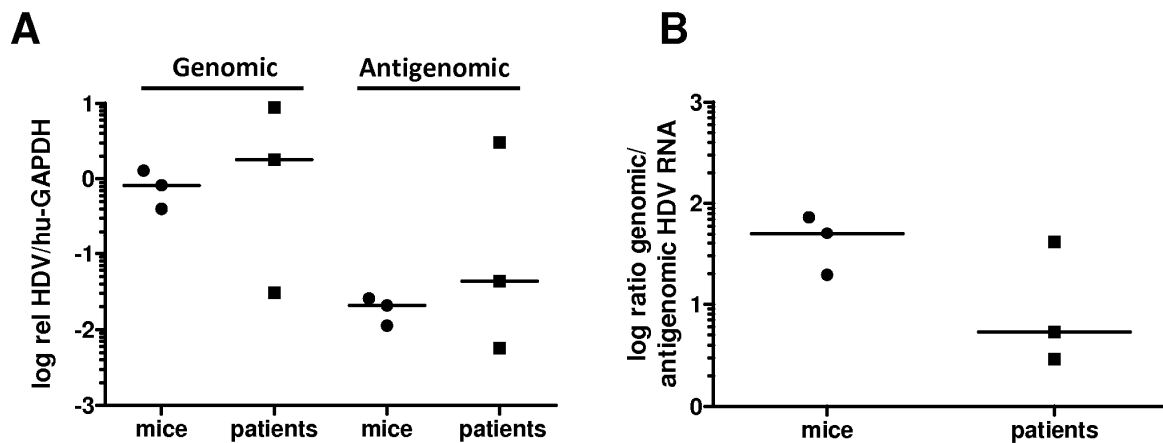 A
Genomic
Antigenomic
log rel HDV/hu-GAPDH
1
0
-1
-2
-3
mice
patients
mice
patients
B
log ratio genomic/
antigenomic HDV RNA
3
2
1
0
mice
patients